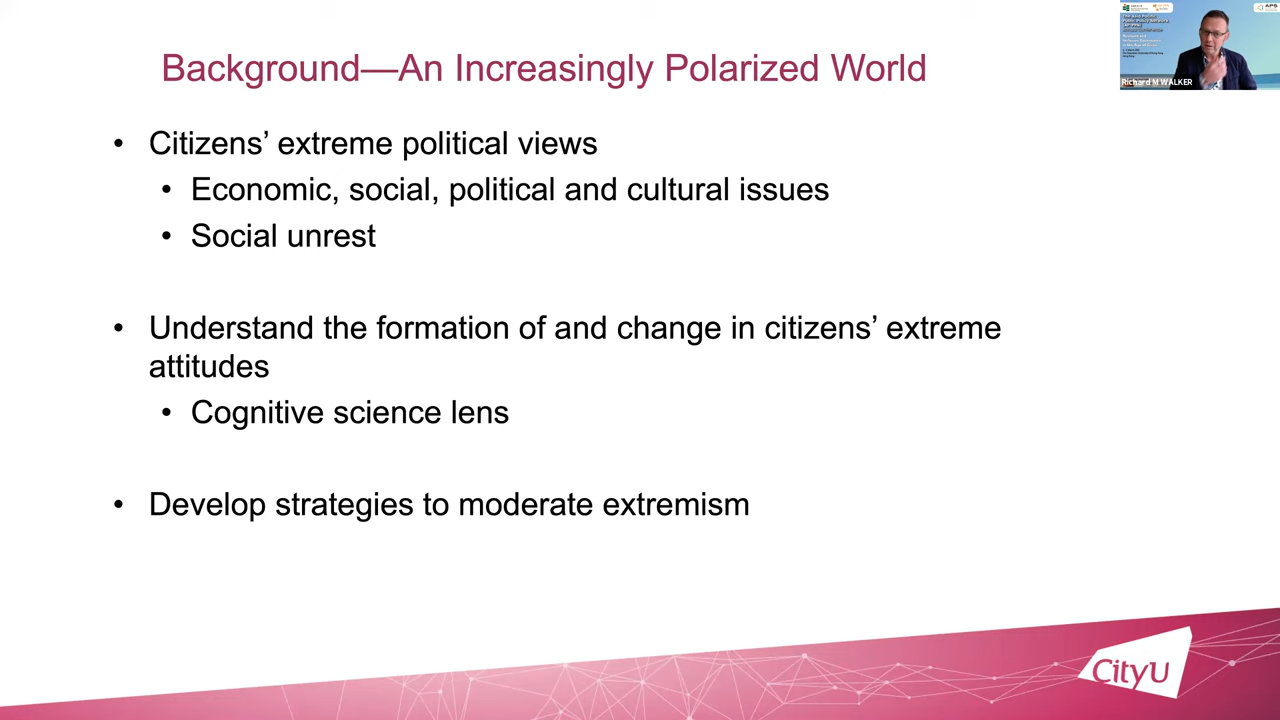 Background—An Increasingly Polarized World
• Citizens’ extreme political views
• Economic, social, political and cultural issues
• Social unrest
• Understand the formation of and change in citizens’ extreme
attitudes
• Cognitive science lens
• Develop strategies to moderate extremism
APS
Richard M WALKER
CityU